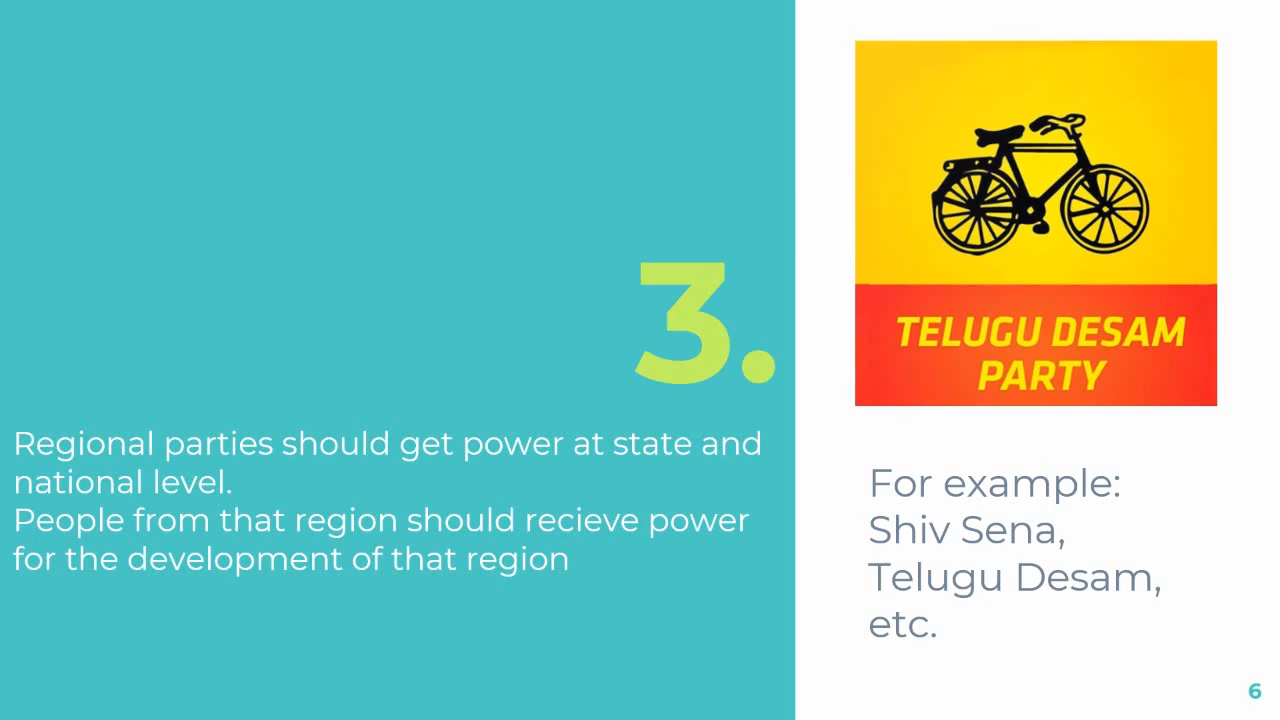 3.
Regional parties should get power at state and
national level.
People from that region should recieve power
for the development of that region
TELUGU DESAM
PARTY
For example:
Shiv Sena,
Telugu Desam,
etc.
6